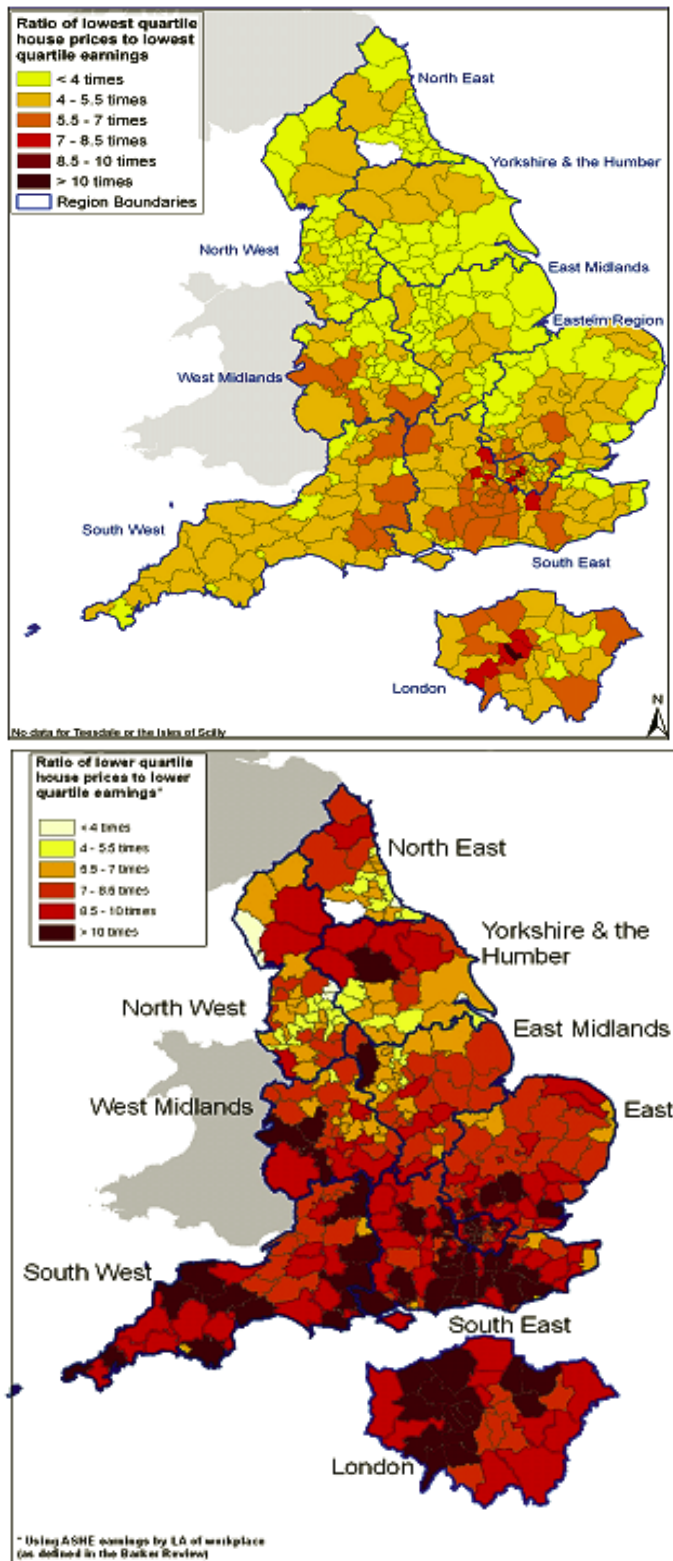 Ratio of lowest quartile
house prices to lowest
quartile earnings
< 4 times
4 - 5.5 times
5.5 - 7 times
7 - 8.5 times
8.5 - 10 times
> 10 times
Region Boundaries
North East
Yorkshire & the Humber
North West
East Midlands
Eastern Region
West Midlands
South West
South East
London
N
No data for Teesdale or the Isles of Scilly
Ratio of lower quartile
house prices to lower
quartile earnings*
< 4 times
4 - 5.5 times
5.5 - 7 times
7 - 8.5 times
8.5 - 10 times
> 10 times
North East
Yorkshire & the
Humber
North West
East Midlands
West Midlands
East
South West
South East
London
* Using ASHE earnings by LA of workplace
(as defined in the Barker Review)